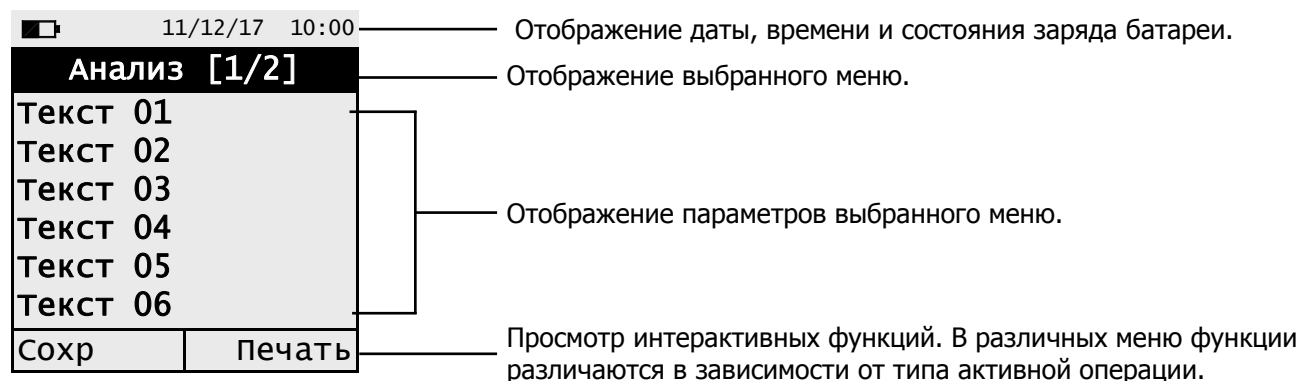 11/12/17 10:00
Отображение даты, времени и состояния заряда батареи.
Анализ [1/2]
Отображение выбранного меню.
Текст 01
Текст 02
Текст 03
Текст 04
Текст 05
Текст 06
Отображение параметров выбранного меню.
Сохр
Печать
Просмотр интерактивных функций. В различных меню функции
различаются в зависимости от типа активной операции.